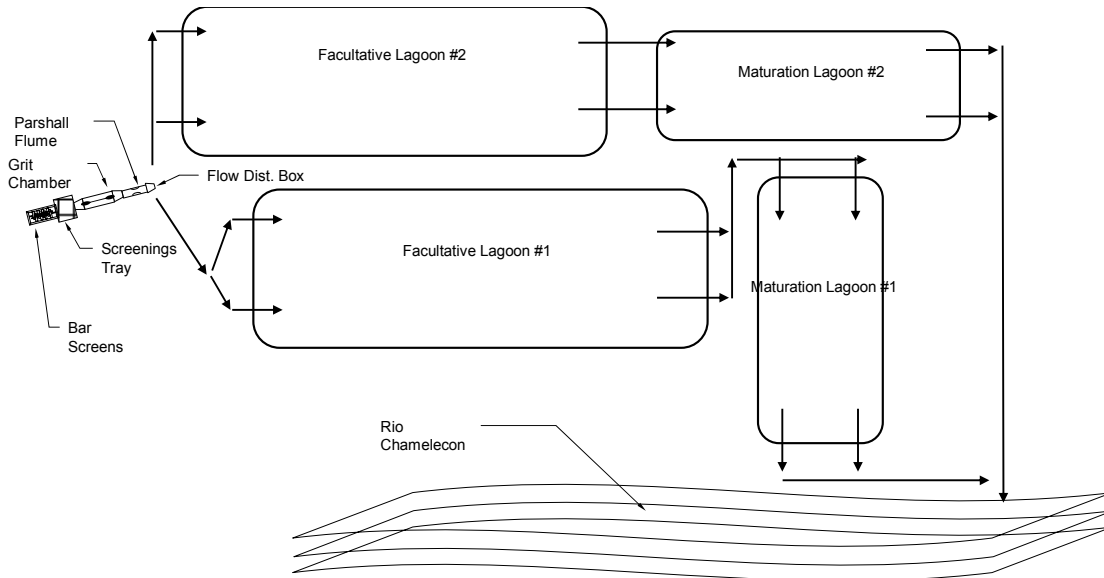 Facultative Lagoon #2
Maturation Lagoon #2
Parshall
Flume
Grit
Chamber
Flow Dist. Box
Screenings
Tray
Bar
Screens
Facultative Lagoon #1
Maturation Lagoon #1
Rio
Chamelecon